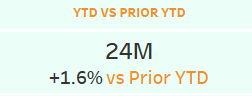 YTD VS PRIOR YTD
24M
+1.6% vs Prior YTD